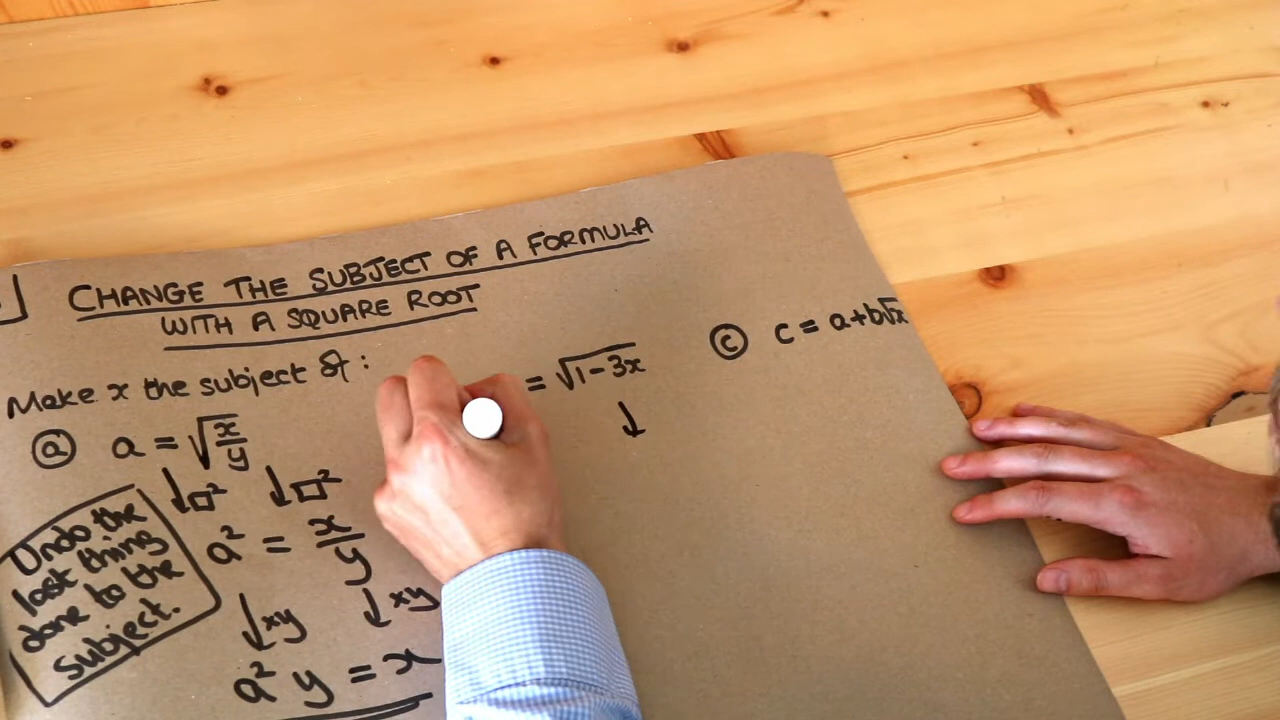 CHANGE THE SUBJECT OF A FORMULA
WITH A SQUARE ROOT
Make x the subject of:
ⓐ a = √(x/y)
↓□² ↓□²
a² = x/y
↓xy ↓xy
a² y = x
Undo the
last thing
done to the
subject.
= √(1-3x)
↓
ⓒ c = a+b√x